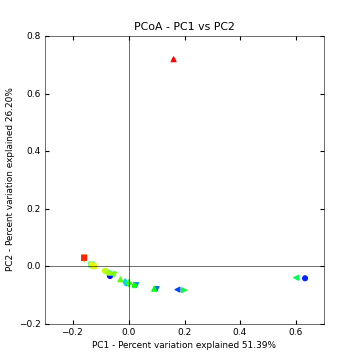 PCoA - PC1 vs PC2
0.8
0.6
0.4
0.2
0.0
−0.2
−0.2 0.0 0.2 0.4 0.6
PC2 - Percent variation explained 26.20%
PC1 - Percent variation explained 51.39%